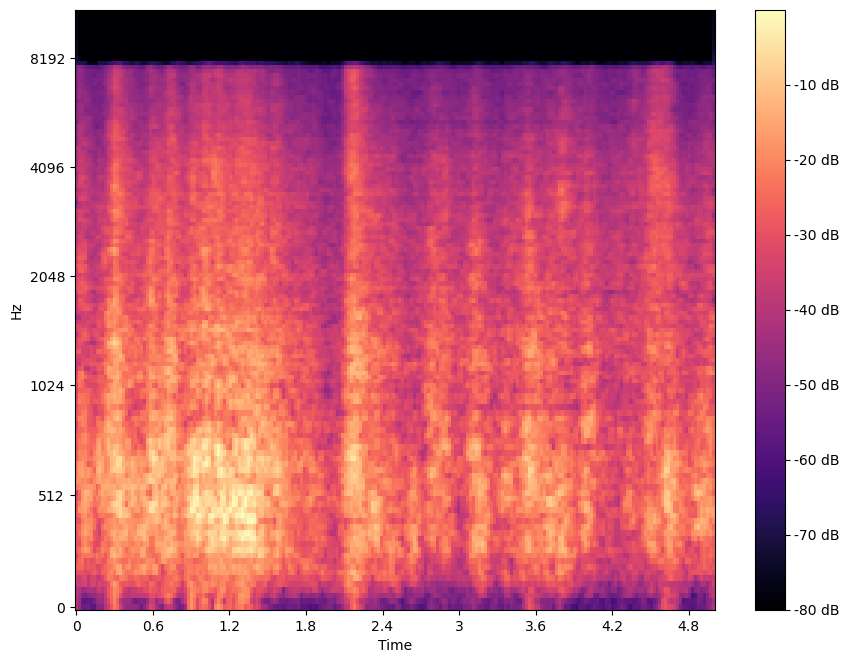 8192
4096
2048
1024
512
0
Hz
0 0.6 1.2 1.8 2.4 3 3.6 4.2 4.8
Time
-10 dB
-20 dB
-30 dB
-40 dB
-50 dB
-60 dB
-70 dB
-80 dB